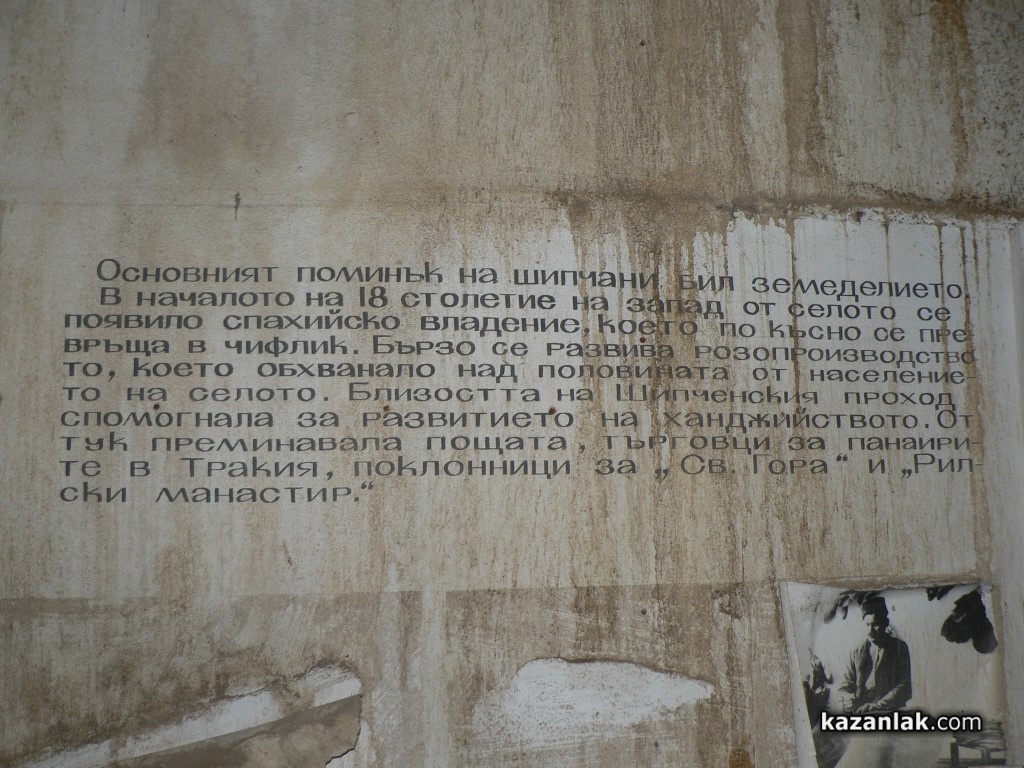 Основният поминък на шипчани бил земеделието.
В началото на 18 столетие на запад от селото се
появило спахийско владение, което по късно се пре-
връща в чифлик. Бързо се развива розопроизводство-
то, което обхванало над половината от население-
то на селото. Близостта на Шипченския проход
спомогнала за развитието на ханджийството. От
тук преминавала пощата, търговци за панаири-
те в Тракия, поклонници за „Св. Гора“ и „Рил-
ски манастир.“
kazanlak.com